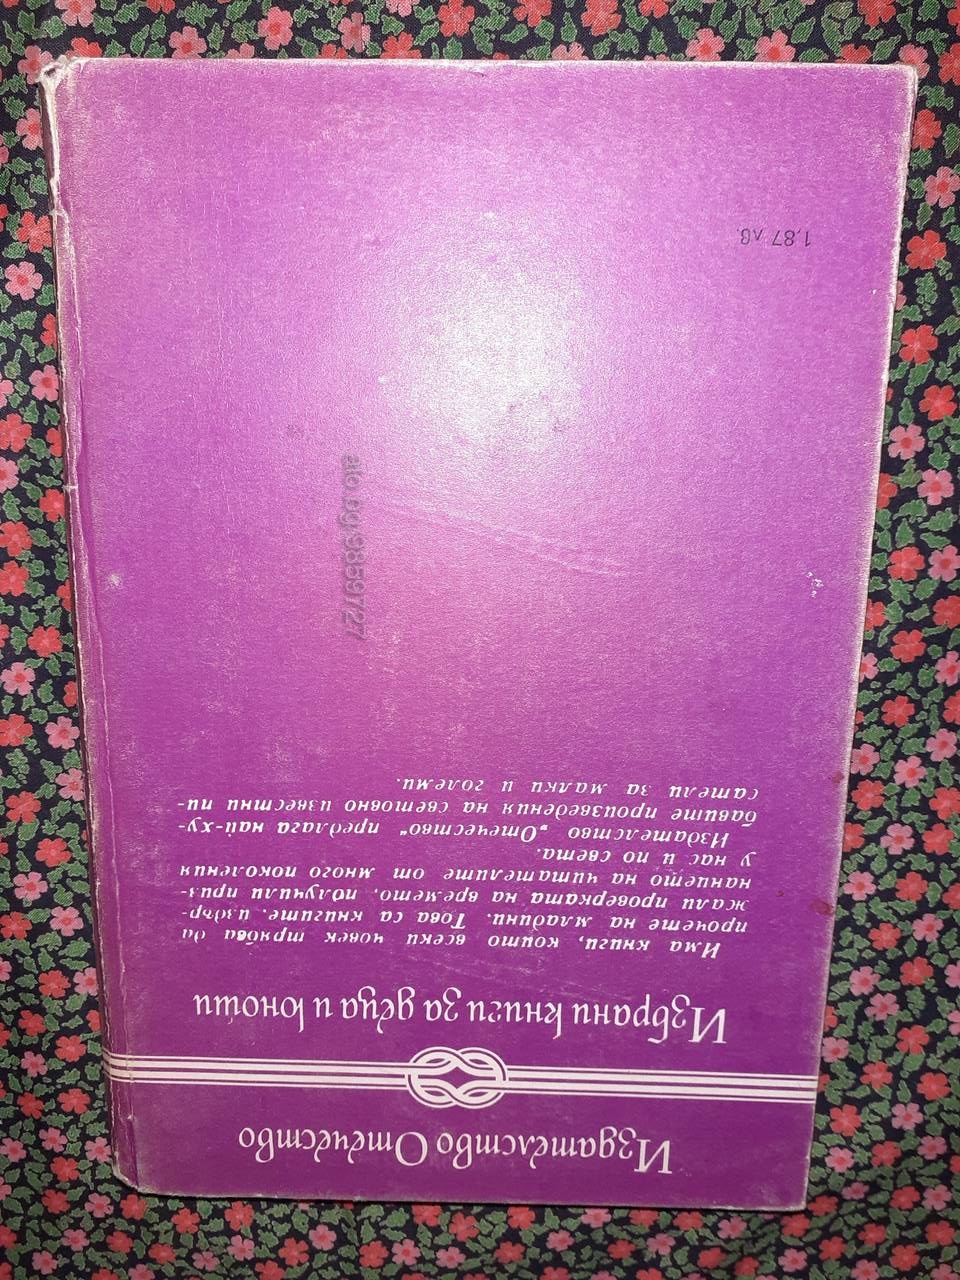 Издателство Отечество
Избрани книги за деца и юноши
Има книги, които всеки човек трябва да
прочете на младини. Това са книгите, издър-
жали проверката на времето, получили приз-
нанието на читателите от много поколения
у нас и по света.
Издателство „Отечество“ предлага най-ху-
бавите произведения на световно известни пи-
сатели за малки и големи.
1,87 лв.
alo.bg/9859727